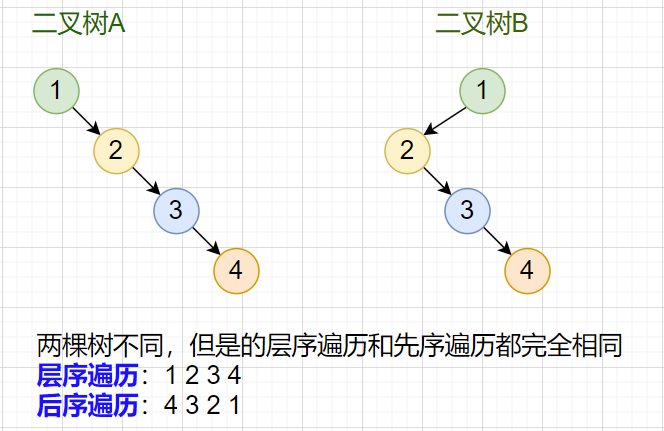 二叉树A 二叉树B
1 1
2 2
3 3
4 4
两棵树不同，但是的层序遍历和先序遍历都完全相同
层序遍历：1 2 3 4
后序遍历：4 3 2 1